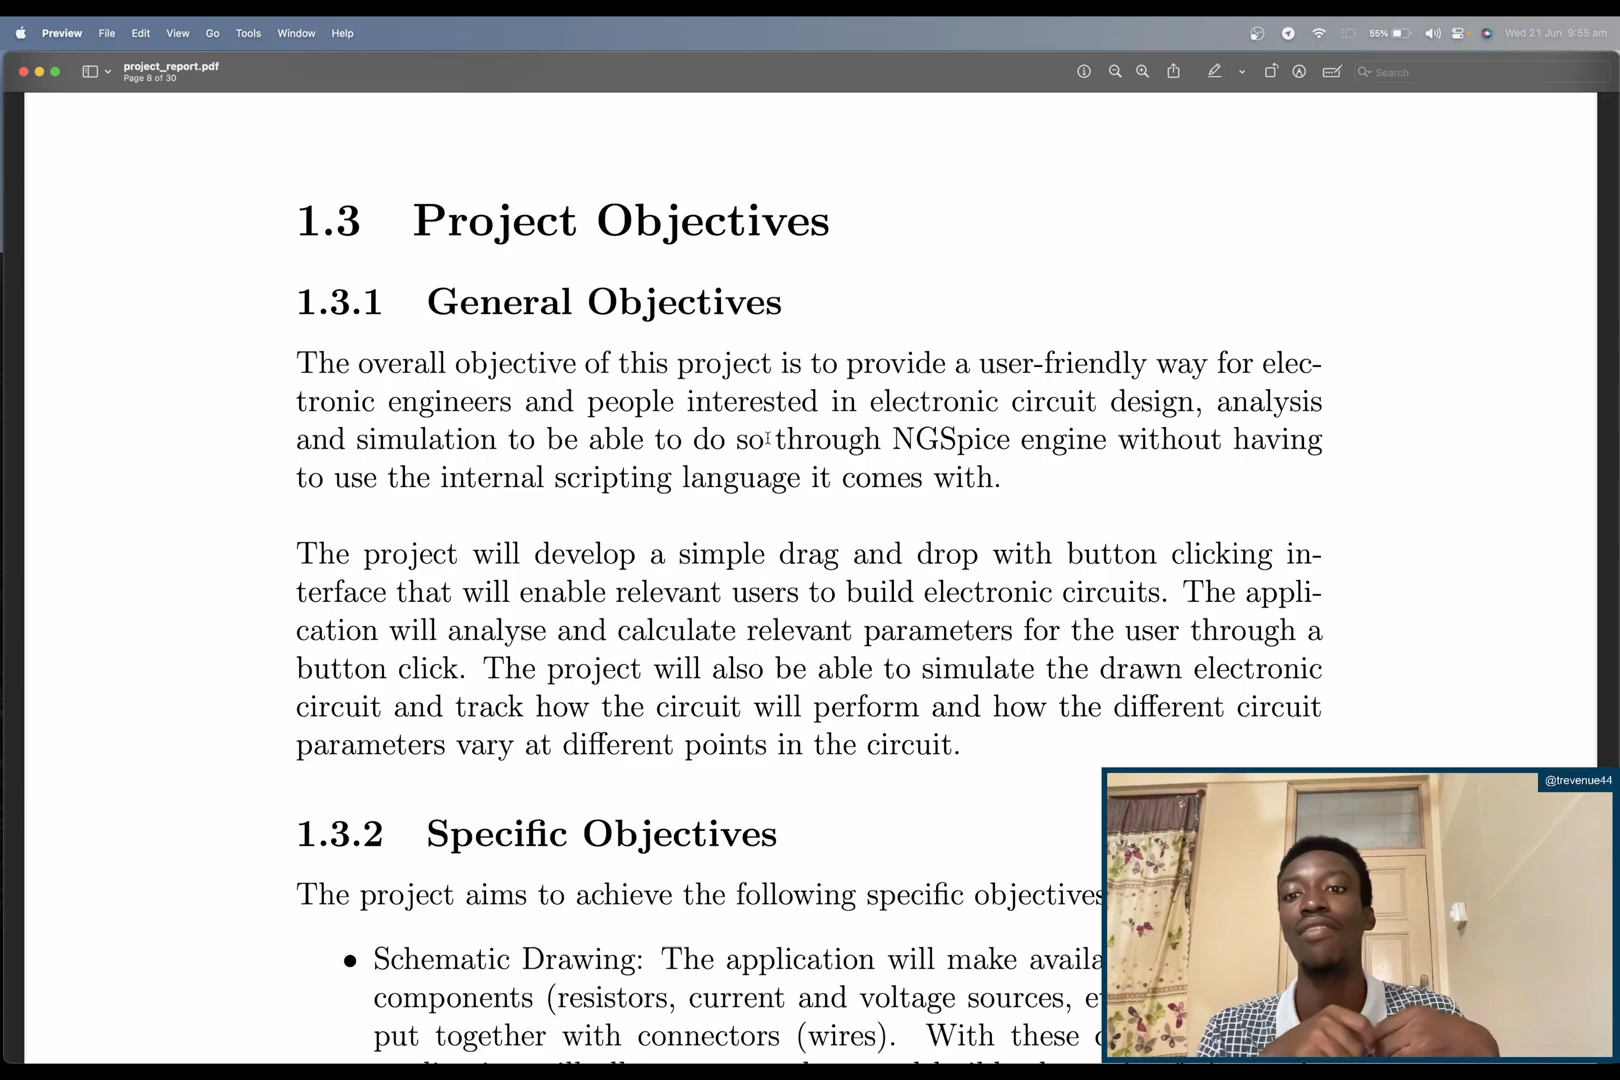 Preview File Edit View Go Tools Window Help 55% Wed 21 Jun 9:55 am
project_report.pdf
Page 8 of 30
Search
1.3 Project Objectives
1.3.1 General Objectives
The overall objective of this project is to provide a user-friendly way for elec-
tronic engineers and people interested in electronic circuit design, analysis
and simulation to be able to do so through NGSpice engine without having
to use the internal scripting language it comes with.
The project will develop a simple drag and drop with button clicking in-
terface that will enable relevant users to build electronic circuits. The appli-
cation will analyse and calculate relevant parameters for the user through a
button click. The project will also be able to simulate the drawn electronic
circuit and track how the circuit will perform and how the different circuit
parameters vary at different points in the circuit.
@trevenue44
1.3.2 Specific Objectives
The project aims to achieve the following specific objectives
• Schematic Drawing: The application will make availa
components (resistors, current and voltage sources, e
put together with connectors (wires). With these